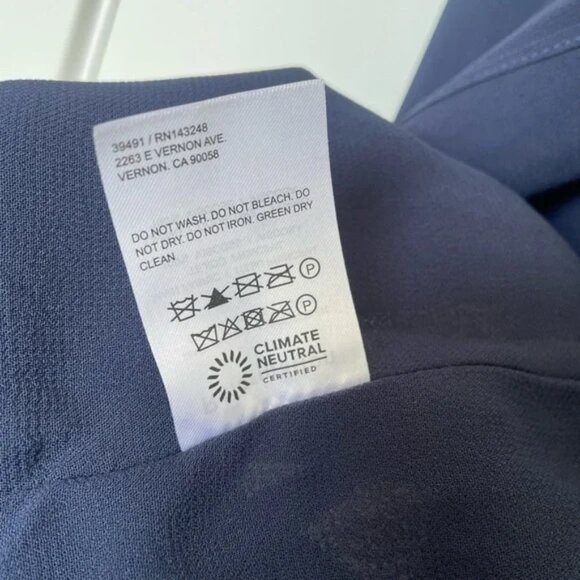 39491 / RN143248
2263 E VERNON AVE.
VERNON. CA 90058
DO NOT WASH. DO NOT BLEACH. DO
NOT DRY. DO NOT IRON. GREEN DRY
CLEAN
P
P
CLIMATE
NEUTRAL
CERTIFIED